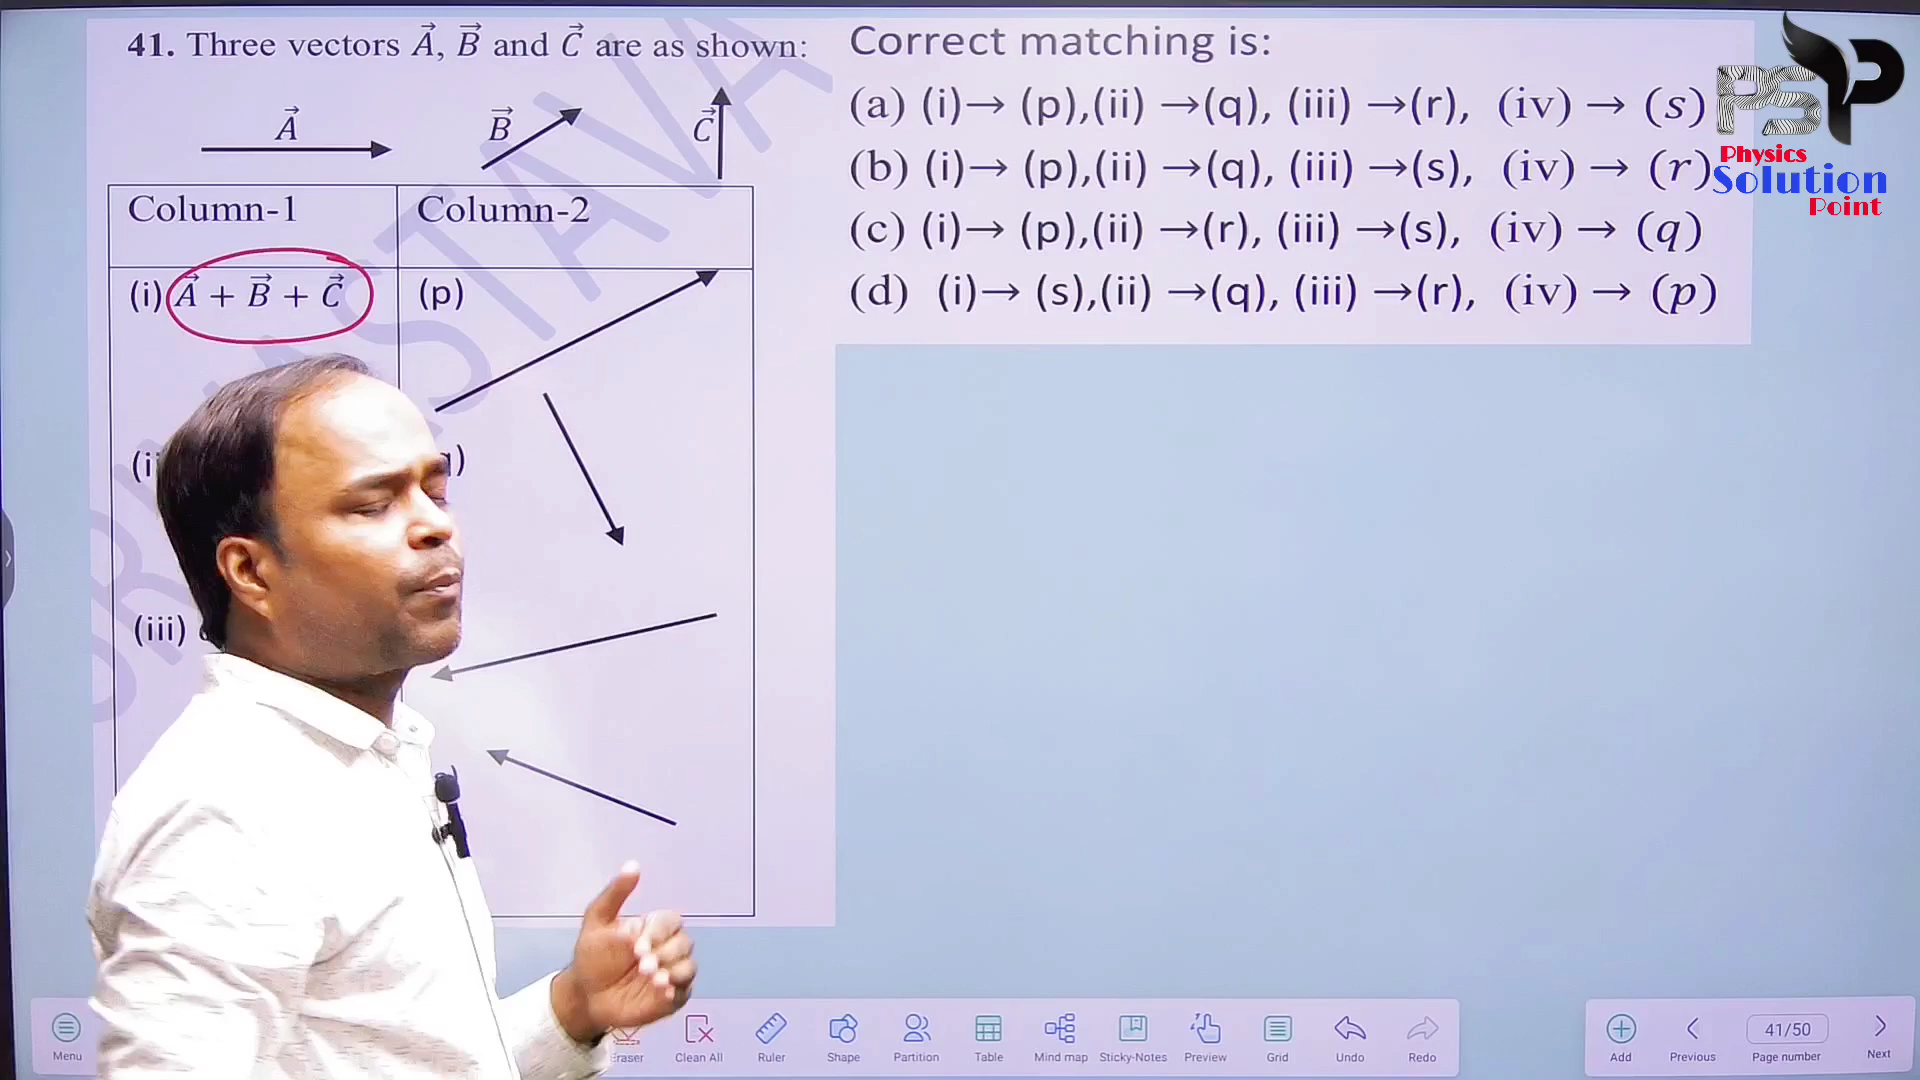 41. Three vectors A⃗, B⃗ and C⃗ are as shown:
A⃗
B⃗
C⃗
Column-1
Column-2
(i) A⃗ + B⃗ + C⃗
(p)
(iii)
Correct matching is:
(a) (i)→ (p),(ii) →(q), (iii) →(r), (iv) → (s)
(b) (i)→ (p),(ii) →(q), (iii) →(s), (iv) → (r)
(c) (i)→ (p),(ii) →(r), (iii) →(s), (iv) → (q)
(d) (i)→ (s),(ii) →(q), (iii) →(r), (iv) → (p)
PSP
Physics
Solution
Point
Menu
Eraser
Clean All
Ruler
Shape
Partition
Table
Mind map
Sticky-Notes
Preview
Grid
Undo
Redo
Add
Previous
41/50
Page number
Next